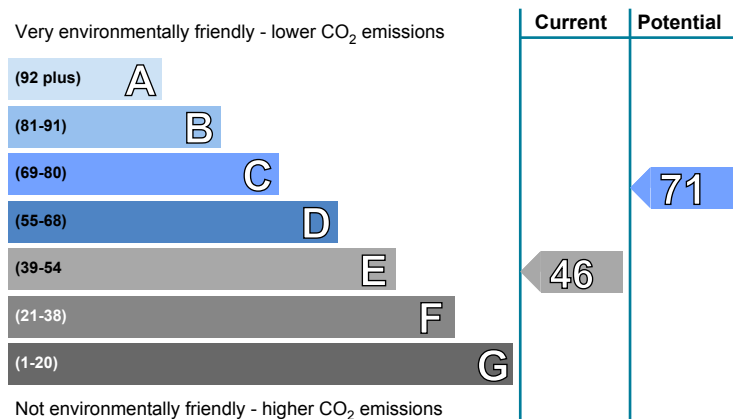 Current Potential
Very environmentally friendly - lower CO2 emissions
(92 plus) A
(81-91) B
(69-80) C
71
(55-68) D
(39-54 E
46
(21-38) F
(1-20) G
Not environmentally friendly - higher CO2 emissions